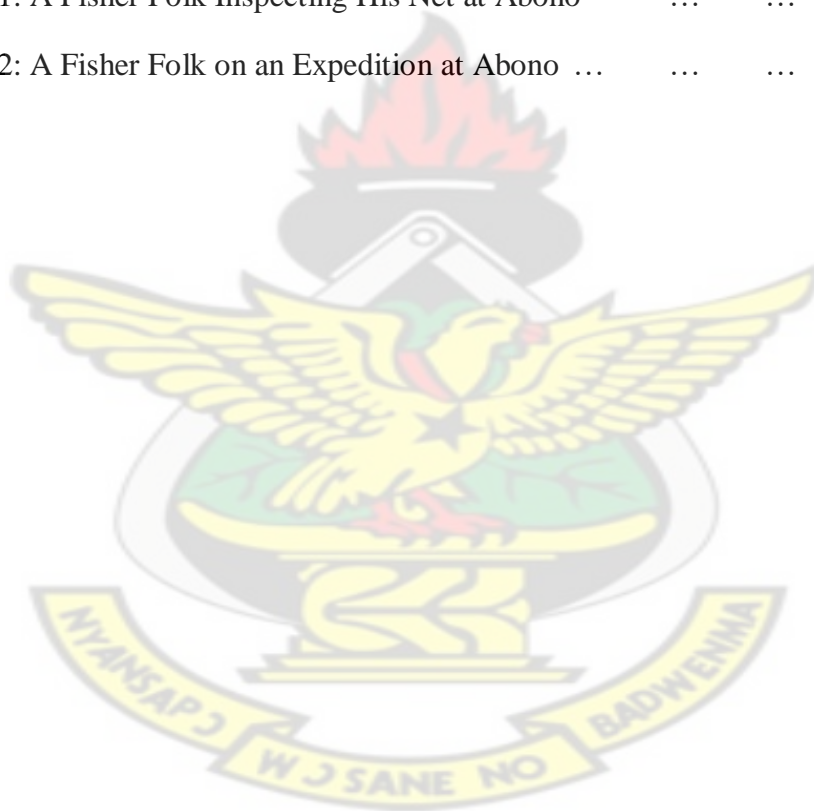 1: A Fisher Folk Inspecting His Net at Abono … …
2: A Fisher Folk on an Expedition at Abono … … …
NYANSAPƆ WƆSANE NO BADWENMA